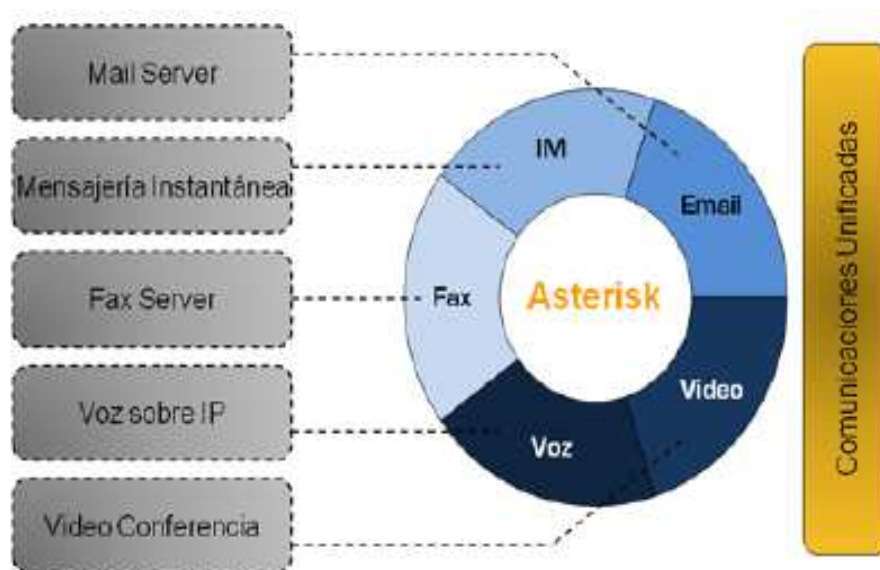 Mail Server
Mensajería Instantánea
Fax Server
Voz sobre IP
Video Conferencia
IM
Email
Fax
Asterisk
Video
Voz
Comunicaciones Unificadas